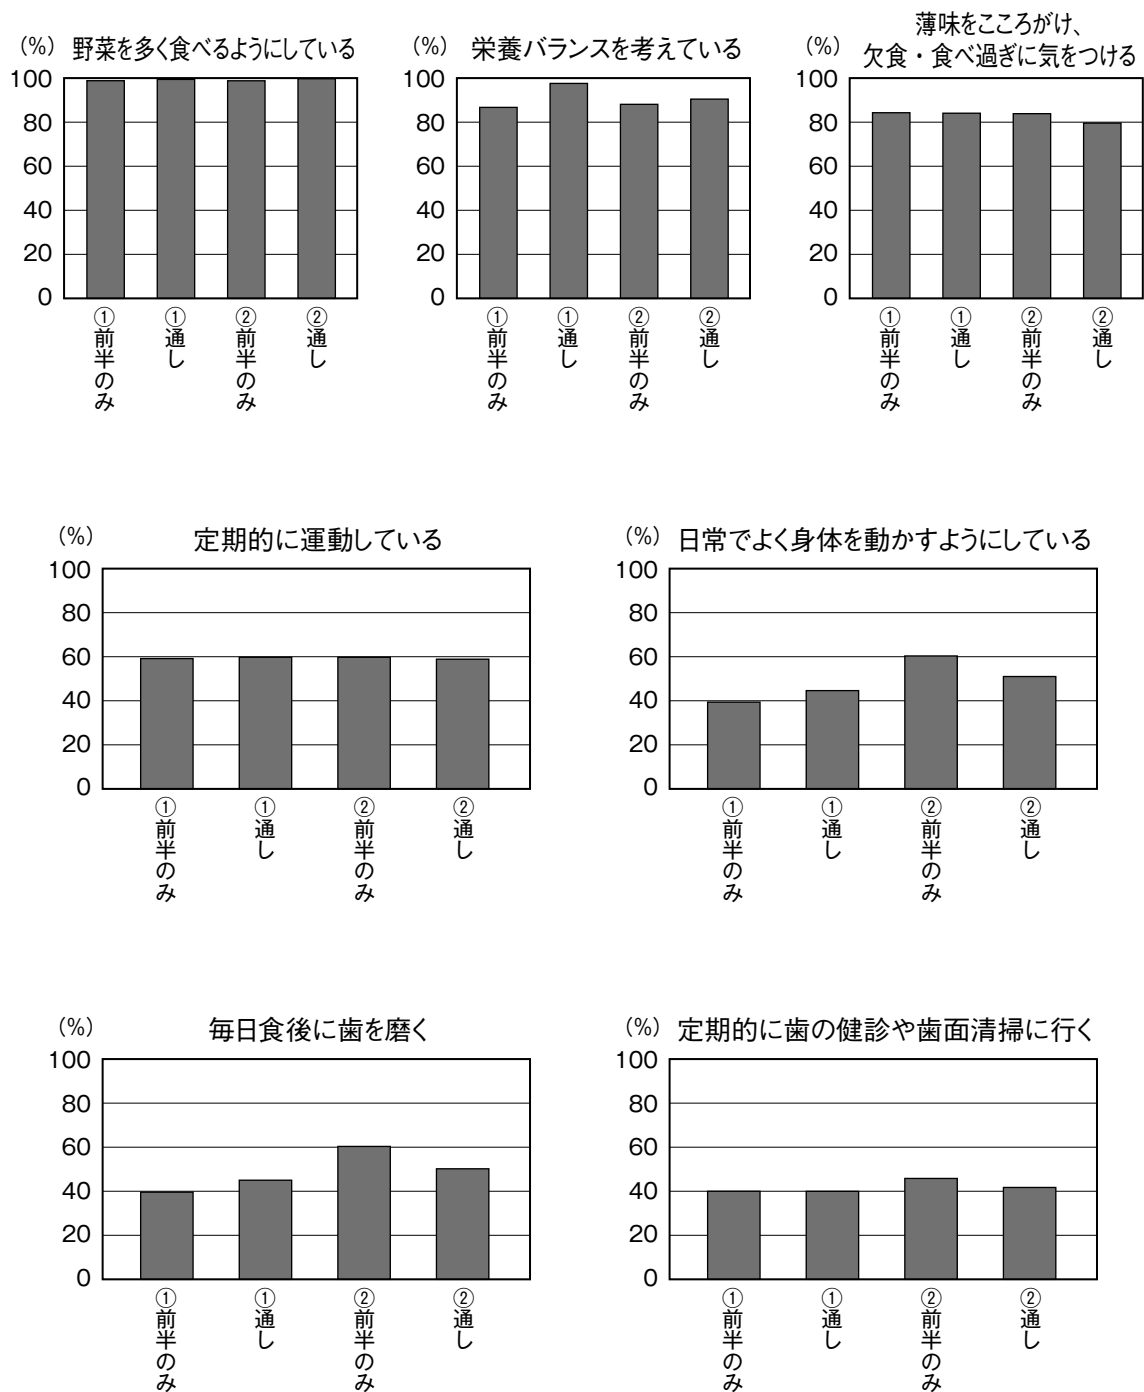 (%) 野菜を多く食べるようにしている
100
80
60
40
20
0
①前半のみ
①通し
②前半のみ
②通し
(%) 栄養バランスを考えている
100
80
60
40
20
0
①前半のみ
①通し
②前半のみ
②通し
薄味をこころがけ、
(%) 欠食・食べ過ぎに気をつける
100
80
60
40
20
0
①前半のみ
①通し
②前半のみ
②通し
(%) 定期的に運動している
100
80
60
40
20
0
①前半のみ
①通し
②前半のみ
②通し
(%) 日常でよく身体を動かすようにしている
100
80
60
40
20
0
①前半のみ
①通し
②前半のみ
②通し
(%) 毎日食後に歯を磨く
100
80
60
40
20
0
①前半のみ
①通し
②前半のみ
②通し
(%) 定期的に歯の健診や歯面清掃に行く
100
80
60
40
20
0
①前半のみ
①通し
②前半のみ
②通し